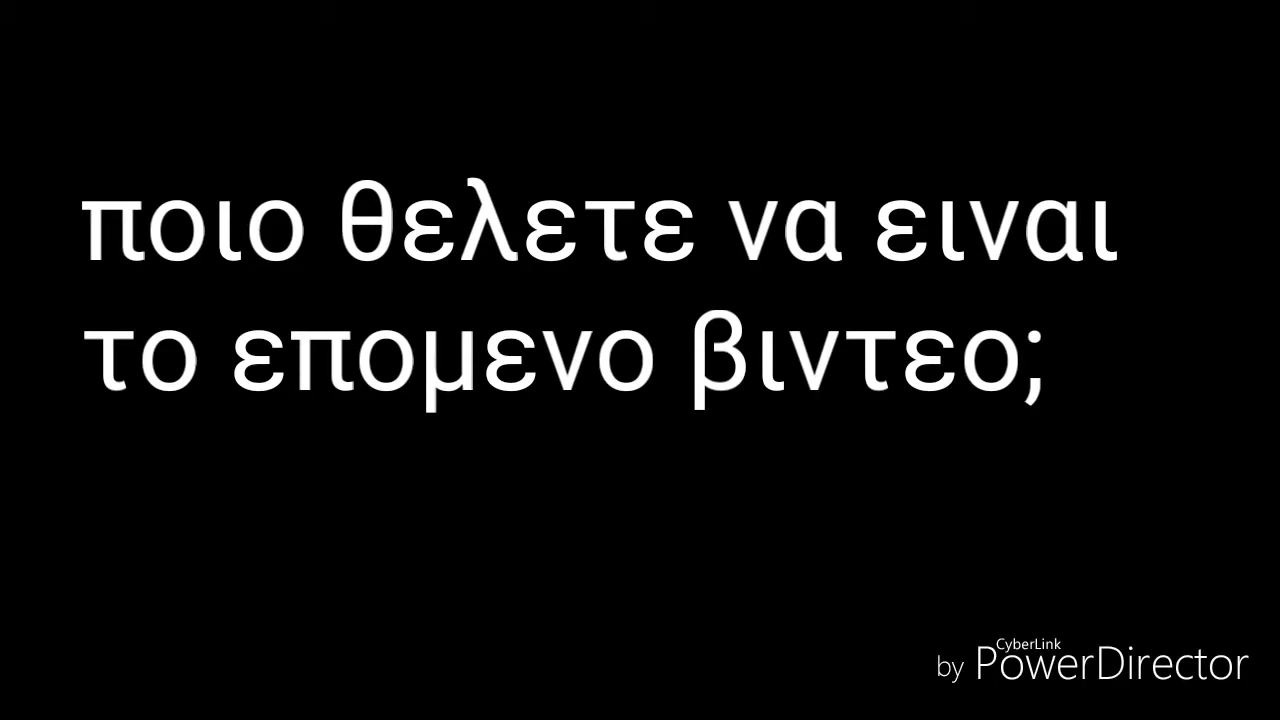 ποιο θελετε να ειναι
το επομενο βιντεο;
CyberLink
by PowerDirector